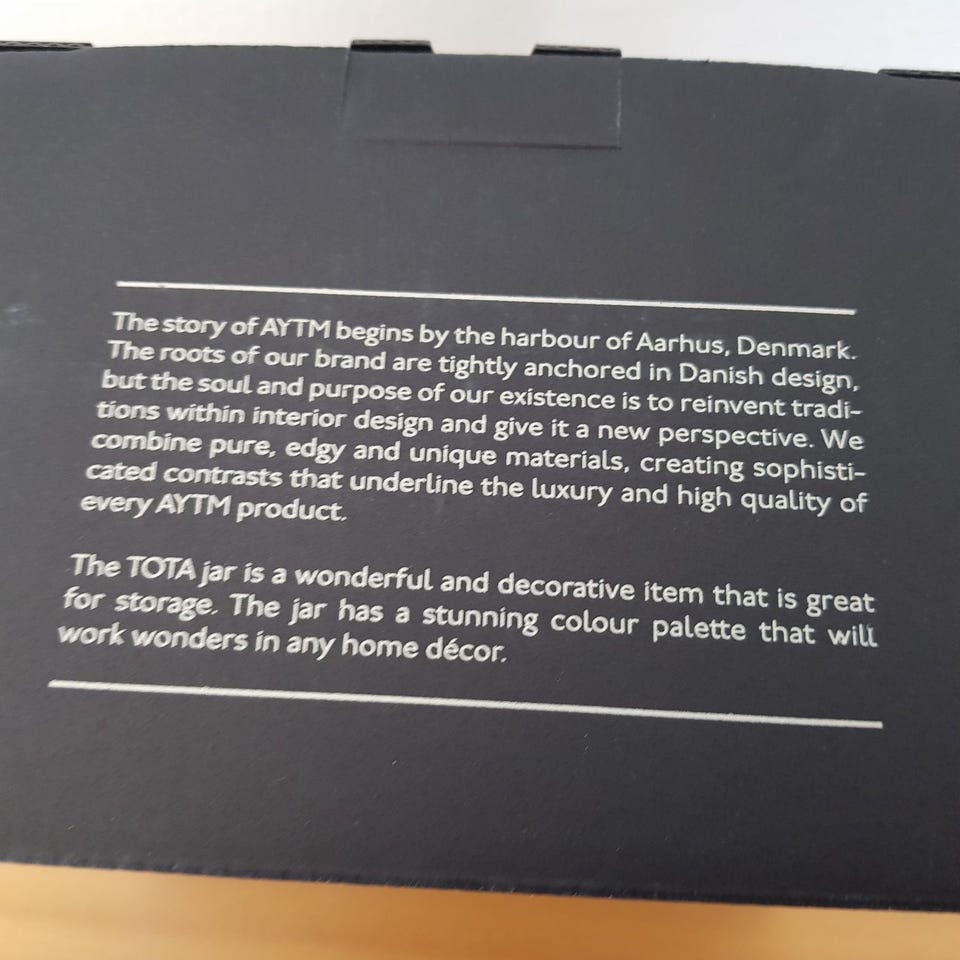 The story of AYTM begins by the harbour of Aarhus, Denmark.
The roots of our brand are tightly anchored in Danish design,
but the soul and purpose of our existence is to reinvent tradi-
tions within interior design and give it a new perspective. We
combine pure, edgy and unique materials, creating sophisti-
cated contrasts that underline the luxury and high quality of
every AYTM product.
The TOTA jar is a wonderful and decorative item that is great
for storage. The jar has a stunning colour palette that will
work wonders in any home décor.